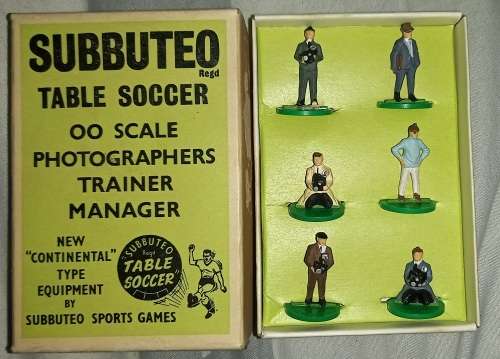 SUBBUTEO
Regd
TABLE SOCCER
OO SCALE
PHOTOGRAPHERS
TRAINER
MANAGER
NEW
"CONTINENTAL"
TYPE
EQUIPMENT
BY
SUBBUTEO SPORTS GAMES
"SUBBUTEO
Regd
TABLE
SOCCER"